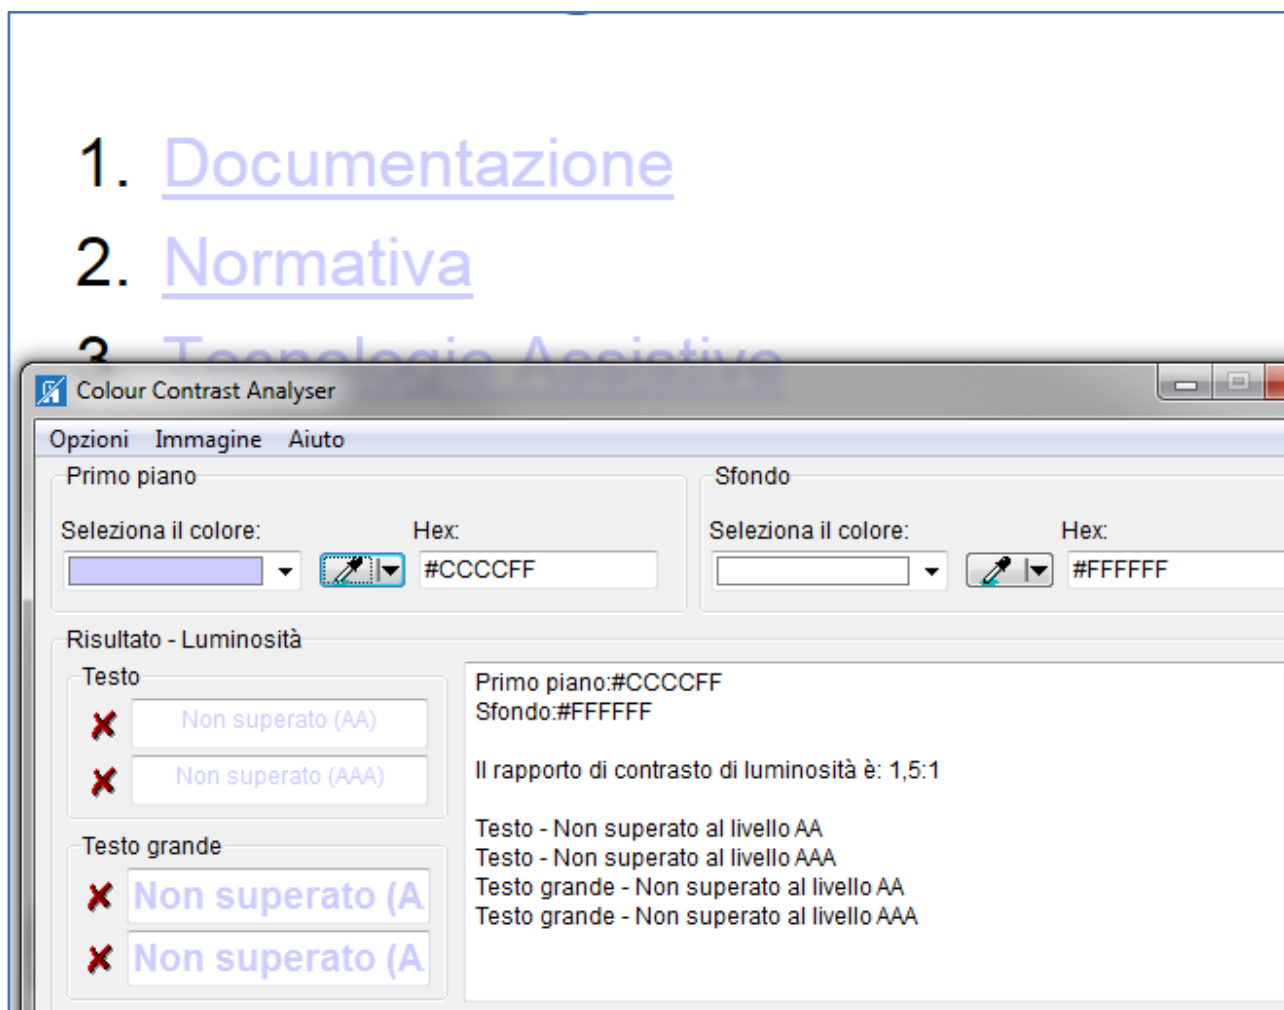 1. Documentazione
2. Normativa
3. Tecnologie Assistive
Colour Contrast Analyser
Opzioni Immagine Aiuto
Primo piano
Sfondo
Seleziona il colore: Hex:
#CCCCFF
Seleziona il colore: Hex:
#FFFFFF
Risultato - Luminosità
Testo
Non superato (AA)
Non superato (AAA)
Testo grande
Non superato (A
Non superato (A
Primo piano:#CCCCFF
Sfondo:#FFFFFF
Il rapporto di contrasto di luminosità è: 1,5:1
Testo - Non superato al livello AA
Testo - Non superato al livello AAA
Testo grande - Non superato al livello AA
Testo grande - Non superato al livello AAA